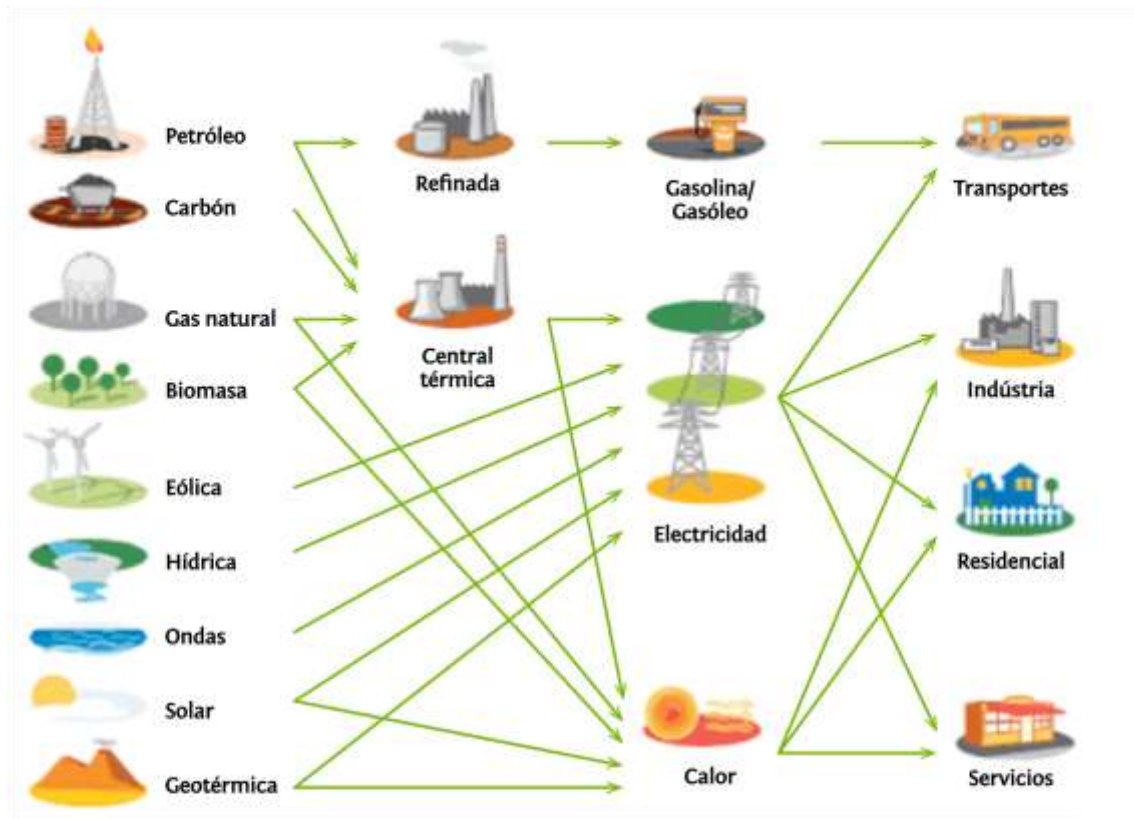 Petróleo
Carbón
Gas natural
Biomasa
Eólica
Hídrica
Ondas
Solar
Geotérmica
Refinada
Central
térmica
Gasolina/
Gasóleo
Electricidad
Calor
Transportes
Indústria
Residencial
Servicios